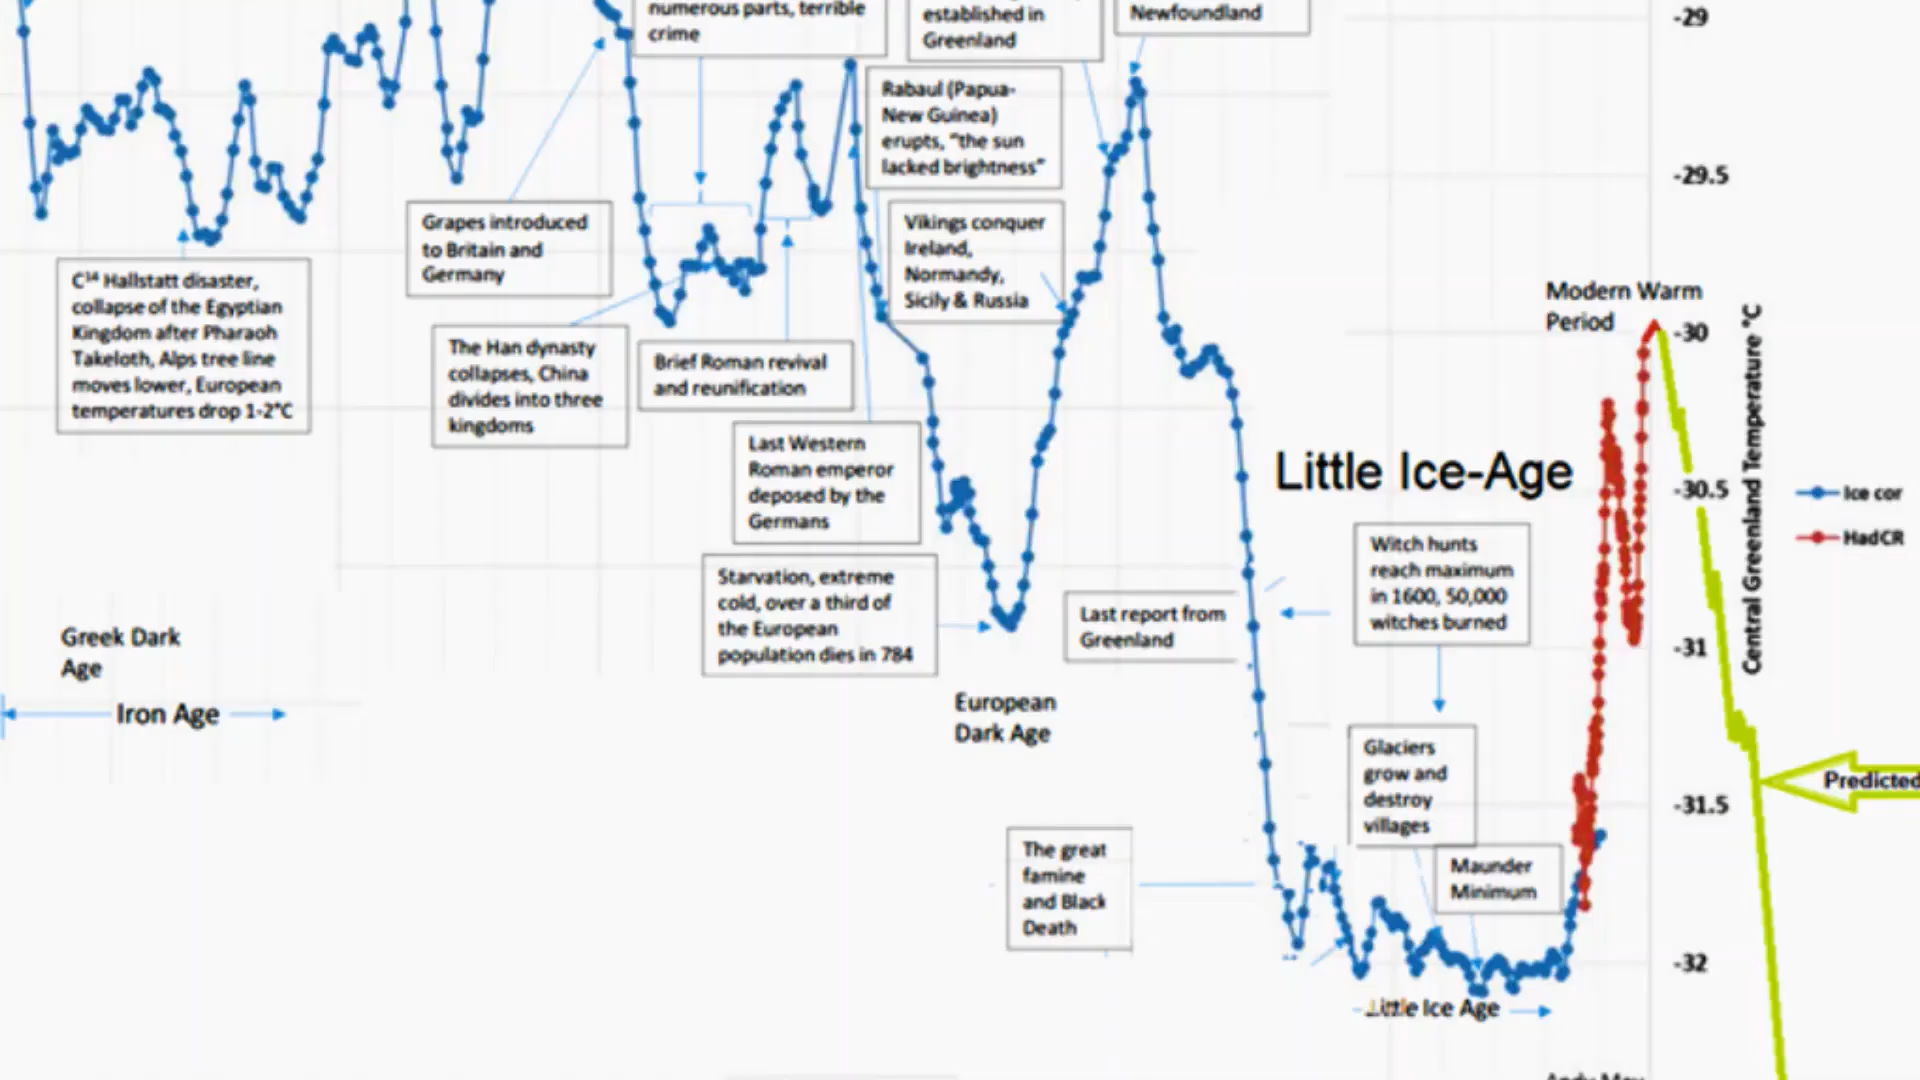 numerous parts, terrible
crime
established in
Greenland
Newfoundland
-29
Rabaul (Papua-
New Guinea)
erupts, "the sun
lacked brightness"
-29.5
Grapes introduced
to Britain and
Germany
Vikings conquer
Ireland,
Normandy,
Sicily & Russia
C¹⁴ Hallstatt disaster,
collapse of the Egyptian
Kingdom after Pharaoh
Takeloth, Alps tree line
moves lower, European
temperatures drop 1-2°C
Modern Warm
Period
-30
The Han dynasty
collapses, China
divides into three
kingdoms
Brief Roman revival
and reunification
Last Western
Roman emperor
deposed by the
Germans
Little Ice-Age
-30.5
Central Greenland Temperature °C
Ice cor
HadCR
Witch hunts
reach maximum
in 1600, 50,000
witches burned
Starvation, extreme
cold, over a third of
the European
population dies in 784
Last report from
Greenland
-31
Greek Dark
Age
Iron Age
European
Dark Age
Glaciers
grow and
destroy
villages
Predicted
-31.5
The great
famine
and Black
Death
Maunder
Minimum
-32
Little Ice Age
Andy May